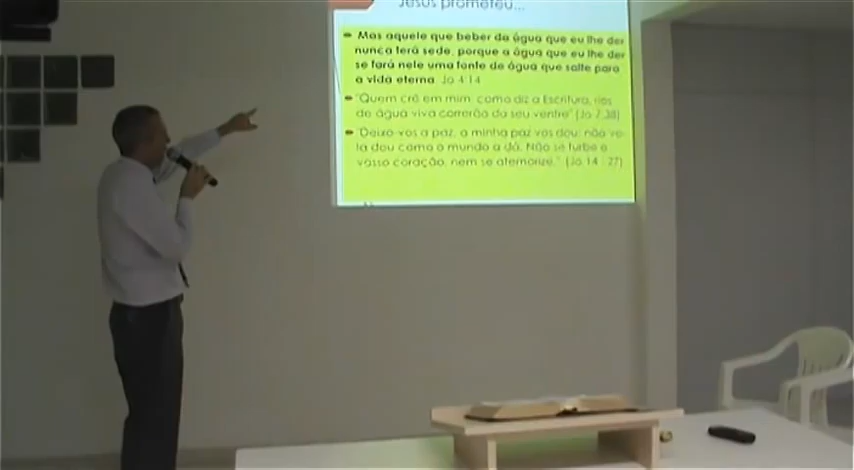 Jesus prometeu...
Mas aquele que beber da água que eu lhe der
nunca terá sede, porque a água que eu lhe der
se fará nele uma fonte de água que salte para
a vida eterna. Jo 4:14
"Quem crê em mim, como diz a Escritura, rios
de água viva correrão do seu ventre" (Jo 7:38)
"Deixo-vos a paz, a minha paz vos dou; não vo-
la dou como o mundo a dá. Não se turbe o
vosso coração, nem se atemorize." (Jo 14 : 27)